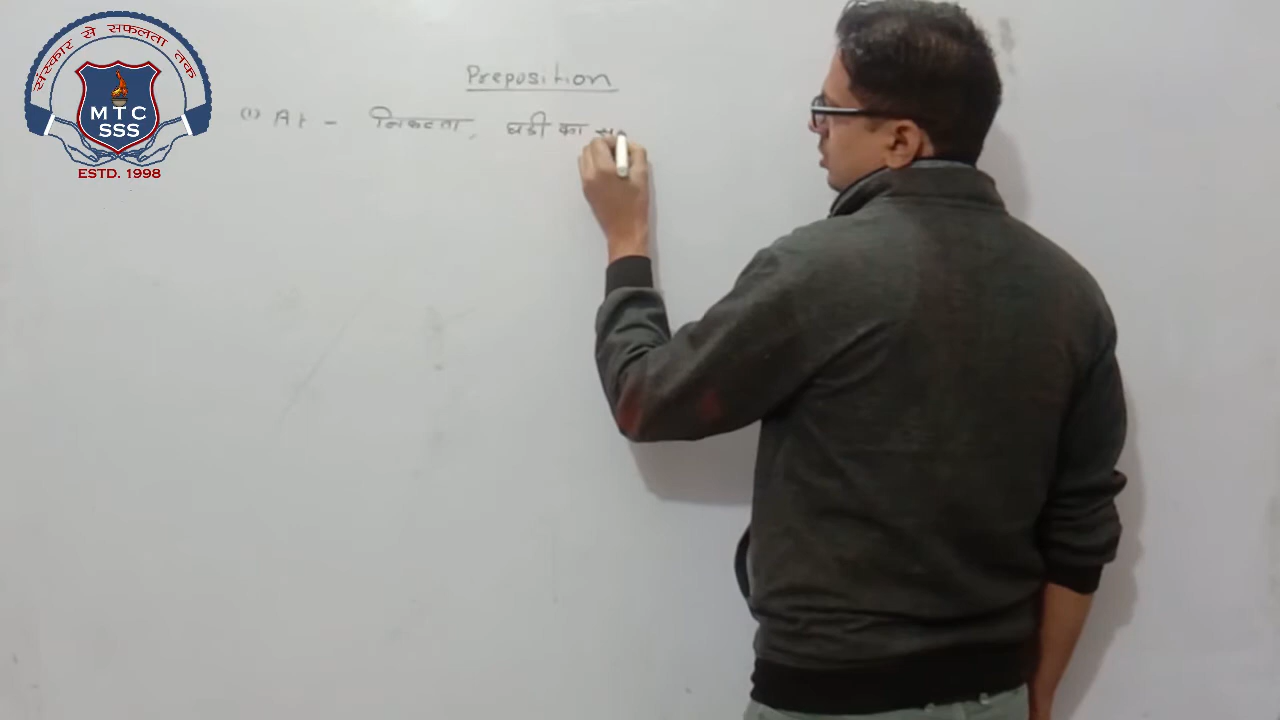 संस्कार से सफलता तक
MTC
SSS
ESTD. 1998
Preposition
(1) At - निकटता, घडी का